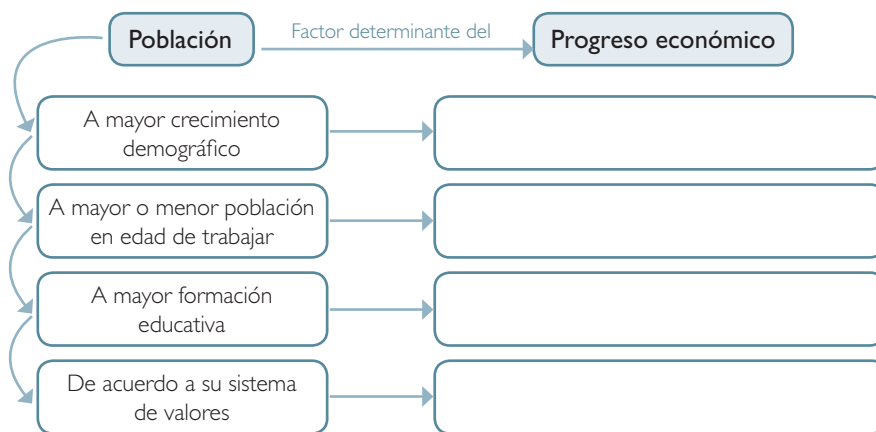 Población
Factor determinante del
Progreso económico
A mayor crecimiento
demográfico
A mayor o menor población
en edad de trabajar
A mayor formación
educativa
De acuerdo a su sistema
de valores